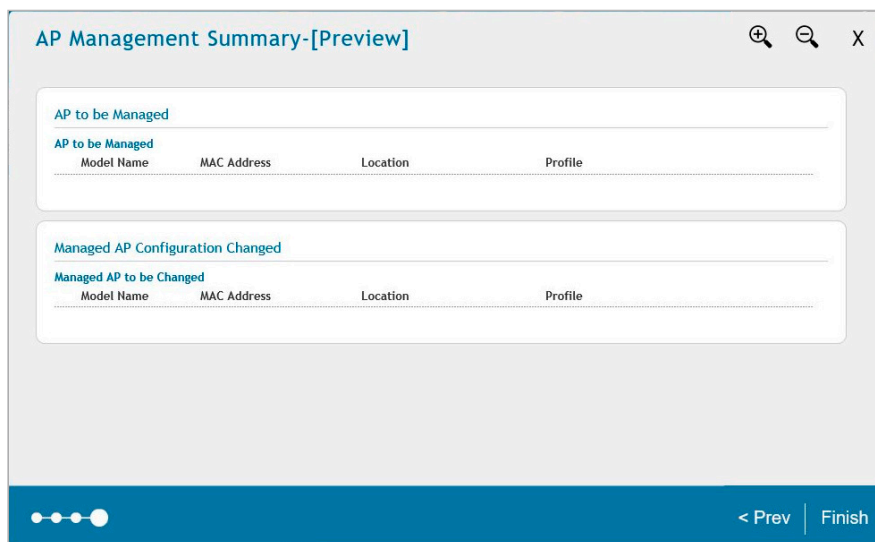 AP Management Summary-[Preview] X
AP to be Managed
AP to be Managed
Model Name MAC Address Location Profile
Managed AP Configuration Changed
Managed AP to be Changed
Model Name MAC Address Location Profile
< Prev Finish